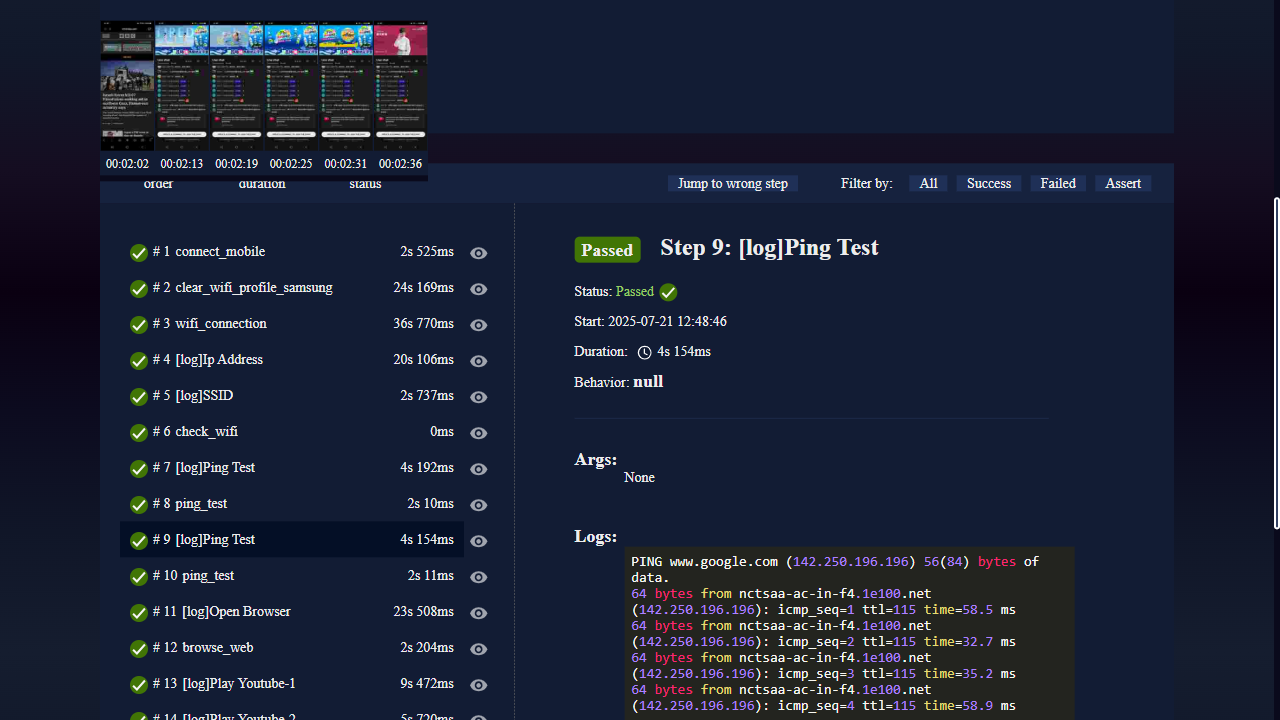 00:02:02 00:02:13 00:02:19 00:02:25 00:02:31 00:02:36
order duration status
Jump to wrong step Filter by: All Success Failed Assert
# 1 connect_mobile 2s 525ms
# 2 clear_wifi_profile_samsung 24s 169ms
# 3 wifi_connection 36s 770ms
# 4 [log]Ip Address 20s 106ms
# 5 [log]SSID 2s 737ms
# 6 check_wifi 0ms
# 7 [log]Ping Test 4s 192ms
# 8 ping_test 2s 10ms
# 9 [log]Ping Test 4s 154ms
# 10 ping_test 2s 11ms
# 11 [log]Open Browser 23s 508ms
# 12 browse_web 2s 204ms
# 13 [log]Play Youtube-1 9s 472ms
# 14 [log]Play Youtube-2 5s 720ms
Passed Step 9: [log]Ping Test
Status: Passed
Start: 2025-07-21 12:48:46
Duration: 4s 154ms
Behavior: null
Args:
None
Logs:
PING www.google.com (142.250.196.196) 56(84) bytes of
data.
64 bytes from nctsaa-ac-in-f4.1e100.net
(142.250.196.196): icmp_seq=1 ttl=115 time=58.5 ms
64 bytes from nctsaa-ac-in-f4.1e100.net
(142.250.196.196): icmp_seq=2 ttl=115 time=32.7 ms
64 bytes from nctsaa-ac-in-f4.1e100.net
(142.250.196.196): icmp_seq=3 ttl=115 time=35.2 ms
64 bytes from nctsaa-ac-in-f4.1e100.net
(142.250.196.196): icmp_seq=4 ttl=115 time=58.9 ms